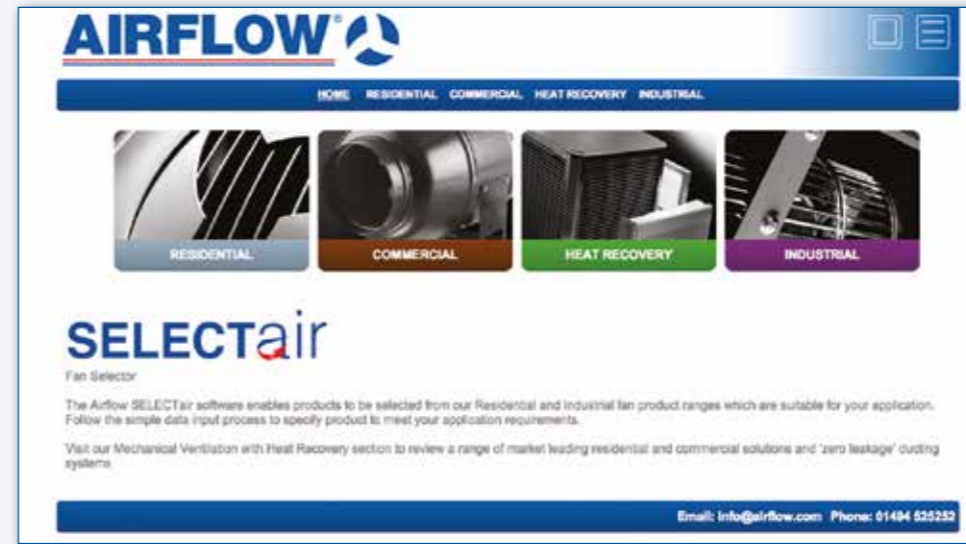 AIRFLOW®
HOME RESIDENTIAL COMMERCIAL HEAT RECOVERY INDUSTRIAL
RESIDENTIAL COMMERCIAL HEAT RECOVERY INDUSTRIAL
SELECTair
Fan Selector
The Airflow SELECTair software enables products to be selected from our Residential and Industrial fan product ranges which are suitable for your application.
Follow the simple data input process to specify product to meet your application requirements.
Visit our Mechanical Ventilation with Heat Recovery section to review a range of market leading residential and commercial solutions and 'zero leakage' ducting
systems
Email: info@airflow.com Phone: 01494 525252